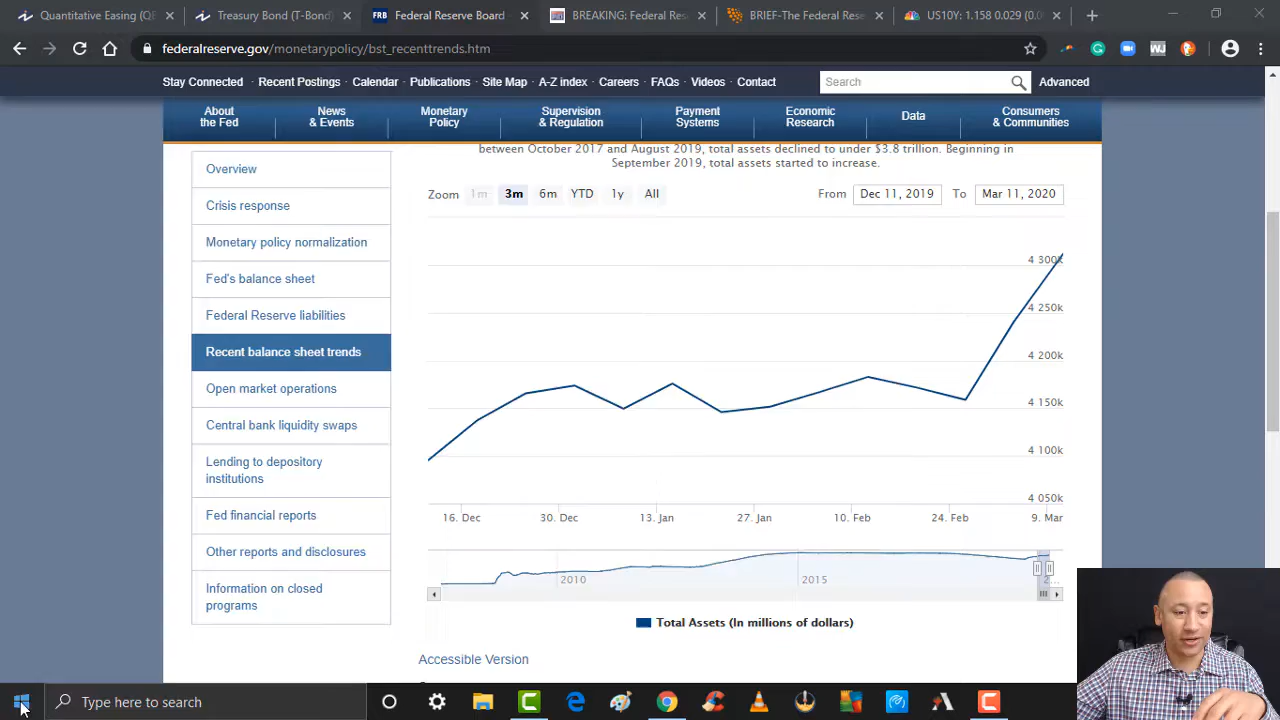 Quantitative Easing (QE
Treasury Bond (T-Bond)
FRB
Federal Reserve Board
BREAKING: Federal Res
BRIEF-The Federal Rese
US10Y: 1.158 0.029 (0.0
federalreserve.gov/monetarypolicy/bst_recenttrends.htm
Stay Connected
Recent Postings
Calendar
Publications
Site Map
A-Z index
Careers
FAQs
Videos
Contact
Search
Advanced
About
the Fed
News
& Events
Monetary
Policy
Supervision
& Regulation
Payment
Systems
Economic
Research
Data
Consumers
& Communities
Overview
Crisis response
Monetary policy normalization
Fed's balance sheet
Federal Reserve liabilities
Recent balance sheet trends
Open market operations
Central bank liquidity swaps
Lending to depository
institutions
Fed financial reports
Other reports and disclosures
Information on closed
programs
between October 2017 and August 2019, total assets declined to under $3.8 trillion. Beginning in
September 2019, total assets started to increase.
Zoom 1m 3m 6m YTD 1y All
From Dec 11, 2019 To Mar 11, 2020
4 300k
4 250k
4 200k
4 150k
4 100k
4 050k
16. Dec 30. Dec 13. Jan 27. Jan 10. Feb 24. Feb 9. Mar
2010 2015 2...
Total Assets (In millions of dollars)
Accessible Version
Type here to search